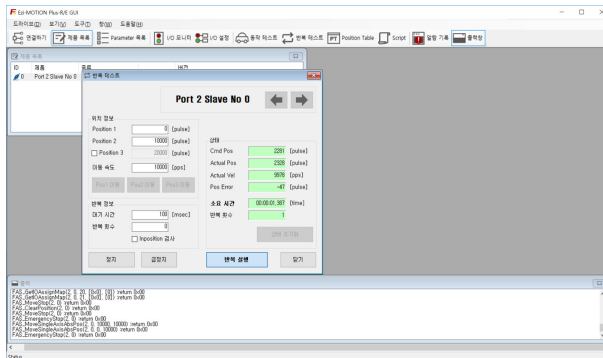 Ezi-MOTION Plus-R/E GUI
드라이브(D) 보기(V) 도구(T) 창(W) 도움말(H)
연결하기 제품 목록 Parameter 목록 I/O 모니터 I/O 설정 동작 테스트 반복 테스트 PT Position Table Script 알람 기록 출력창
제품 목록
ID 제품 종류 버전
0 Port 2 Slave No 0
반복 테스트
Port 2 Slave No 0
위치 정보
Position 1 0 [pulse]
Position 2 10000 [pulse]
Position 3 20000 [pulse]
이동 속도 10000 [pps]
Pos1 이동 Pos2 이동 Pos3 이동
상태
Cmd Pos 2281 [pulse]
Actual Pos 2328 [pulse]
Actual Vel 9976 [pps]
Pos Error -47 [pulse]
소요 시간 00:00:01,387 [time]
반복 횟수 1
상태 초기화
반복 정보
대기 시간 100 [msec]
반복 횟수 0
Inposition 검사
정지 급정지 반복 실행 닫기
출력
FAS_GetIOAssignMap(2, 0, 20, [0x0], [0]) :return 0x00
FAS_GetIOAssignMap(2, 0, 21, [0x0], [0]) :return 0x00
FAS_MoveStop(2, 0) :return 0x00
FAS_ClearPosition(2, 0) :return 0x00
FAS_MoveStop(2, 0) :return 0x00
FAS_EmergencyStop(2, 0) :return 0x00
FAS_MoveSingleAxisAbsPos(2, 0, 10000, 10000) :return 0x00
FAS_MoveSingleAxisAbsPos(2, 0, 0, 10000) :return 0x00
FAS_EmergencyStop(2, 0) :return 0x00
Status